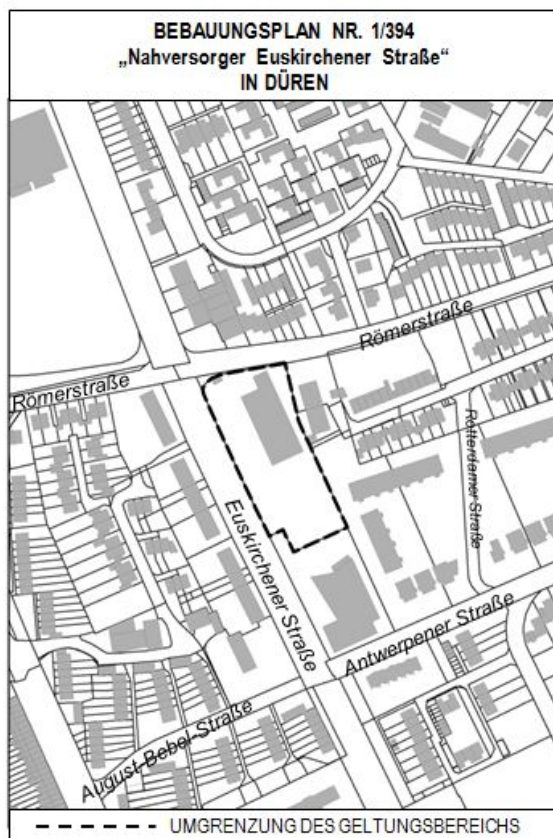 BEBAUUNGSPLAN NR. 1/394
„Nahversorger Euskirchener Straße“
IN DÜREN
Römerstraße
Römerstraße
Rotterdamer Straße
Euskirchener Straße
Antwerpener Straße
August-Bebel-Straße
UMGRENZUNG DES GELTUNGSBEREICHS